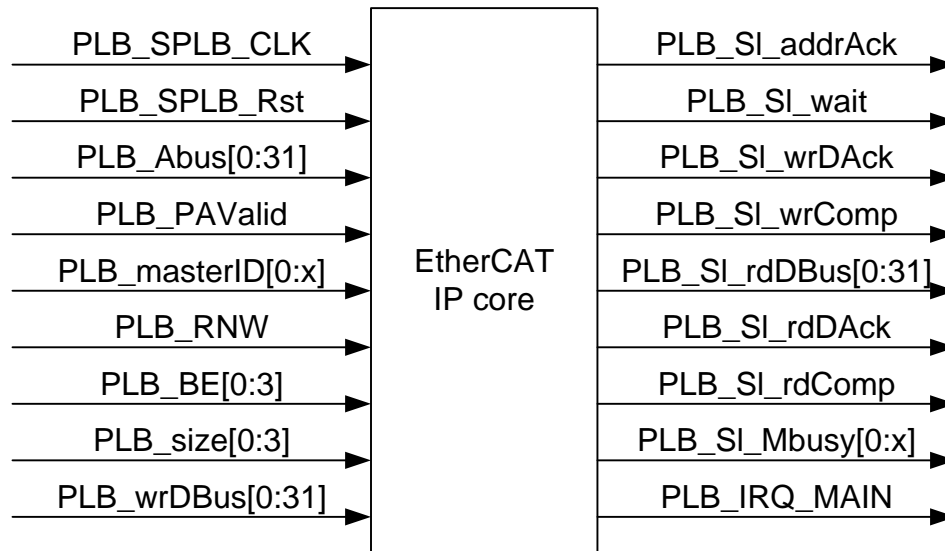 PLB_SPLB_CLK
PLB_SPLB_Rst
PLB_Abus[0:31]
PLB_PAValid
PLB_masterID[0:x]
PLB_RNW
PLB_BE[0:3]
PLB_size[0:3]
PLB_wrDBus[0:31]
EtherCAT
IP core
PLB_Sl_addrAck
PLB_Sl_wait
PLB_Sl_wrDAck
PLB_Sl_wrComp
PLB_Sl_rdDBus[0:31]
PLB_Sl_rdDAck
PLB_Sl_rdComp
PLB_Sl_Mbusy[0:x]
PLB_IRQ_MAIN